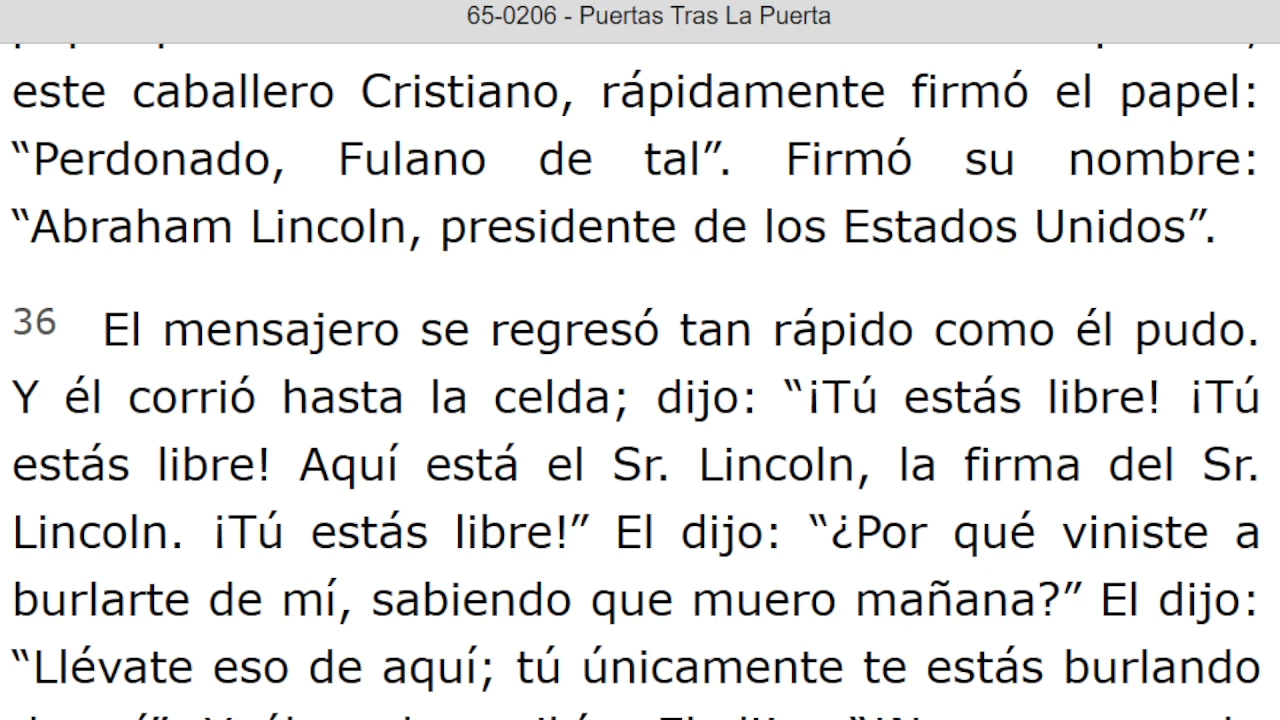 65-0206 - Puertas Tras La Puerta
este caballero Cristiano, rápidamente firmó el papel:
“Perdonado, Fulano de tal”. Firmó su nombre:
“Abraham Lincoln, presidente de los Estados Unidos”.
36 El mensajero se regresó tan rápido como él pudo.
Y él corrió hasta la celda; dijo: “¡Tú estás libre! ¡Tú
estás libre! Aquí está el Sr. Lincoln, la firma del Sr.
Lincoln. ¡Tú estás libre!” El dijo: “¿Por qué viniste a
burlarte de mí, sabiendo que muero mañana?” El dijo:
“Llévate eso de aquí; tú únicamente te estás burlando